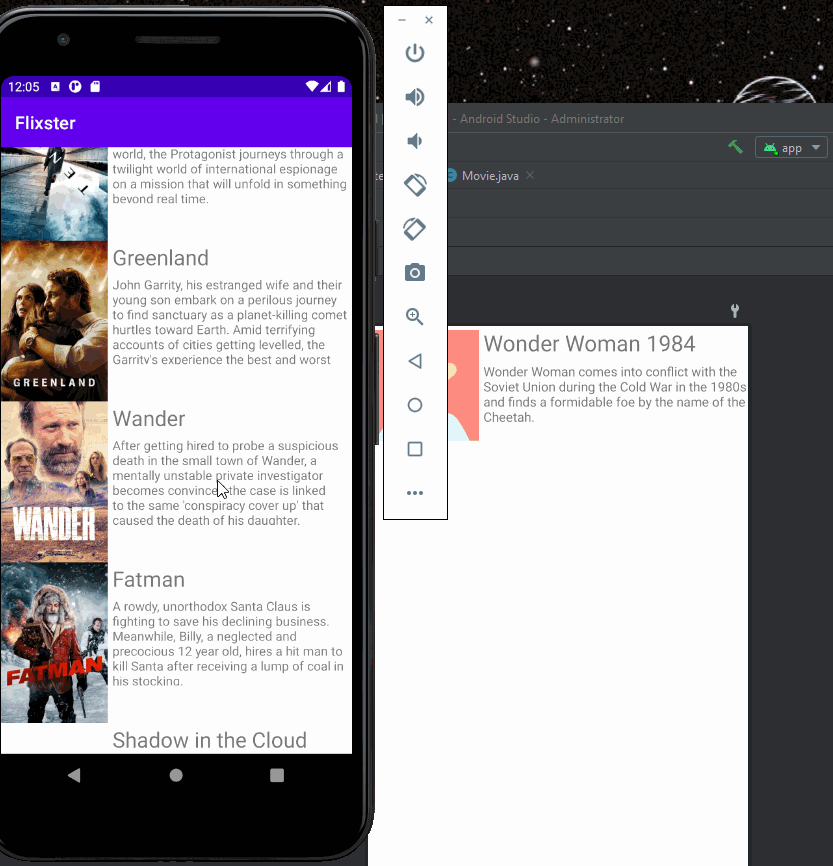 12:05
Flixster
world, the Protagonist journeys through a
twilight world of international espionage
on a mission that will unfold in something
beyond real time.
Greenland
John Garrity, his estranged wife and their
young son embark on a perilous journey
to find sanctuary as a planet-killing comet
hurtles toward Earth. Amid terrifying
accounts of cities getting levelled, the
Garrity's experience the best and worst
GREENLAND
Wander
After getting hired to probe a suspicious
death in the small town of Wander, a
mentally unstable private investigator
becomes convinced the case is linked
to the same 'conspiracy cover up' that
caused the death of his daughter.
WANDER
Fatman
A rowdy, unorthodox Santa Claus is
fighting to save his declining business.
Meanwhile, Billy, a neglected and
precocious 12 year old, hires a hit man to
kill Santa after receiving a lump of coal in
his stocking.
FATMAN
Shadow in the Cloud
- Android Studio - Administrator
app
Movie.java
Wonder Woman 1984
Wonder Woman comes into conflict with the
Soviet Union during the Cold War in the 1980s
and finds a formidable foe by the name of the
Cheetah.